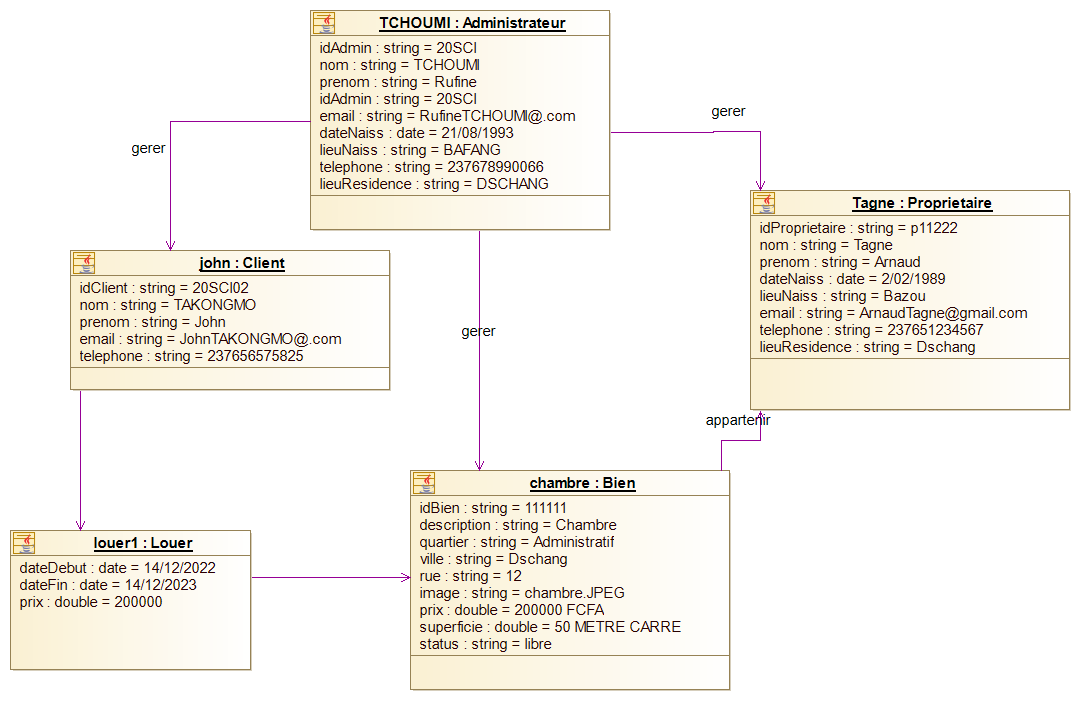 TCHOUMI : Administrateur
idAdmin : string = 20SCI
nom : string = TCHOUMI
prenom : string = Rufine
idAdmin : string = 20SCI
email : string = RufineTCHOUMI@.com
dateNaiss : date = 21/08/1993
lieuNaiss : string = BAFANG
telephone : string = 237678990066
lieuResidence : string = DSCHANG
gerer
gerer
Tagne : Proprietaire
idProprietaire : string = p11222
nom : string = Tagne
prenom : string = Arnaud
dateNaiss : date = 2/02/1989
lieuNaiss : string = Bazou
email : string = ArnaudTagne@gmail.com
telephone : string = 237651234567
lieuResidence : string = Dschang
john : Client
idClient : string = 20SCI02
nom : string = TAKONGMO
prenom : string = John
email : string = JohnTAKONGMO@.com
telephone : string = 237656575825
gerer
appartenir
chambre : Bien
idBien : string = 111111
description : string = Chambre
quartier : string = Administratif
ville : string = Dschang
rue : string = 12
image : string = chambre.JPEG
prix : double = 200000 FCFA
superficie : double = 50 METRE CARRE
status : string = libre
louer1 : Louer
dateDebut : date = 14/12/2022
dateFin : date = 14/12/2023
prix : double = 200000